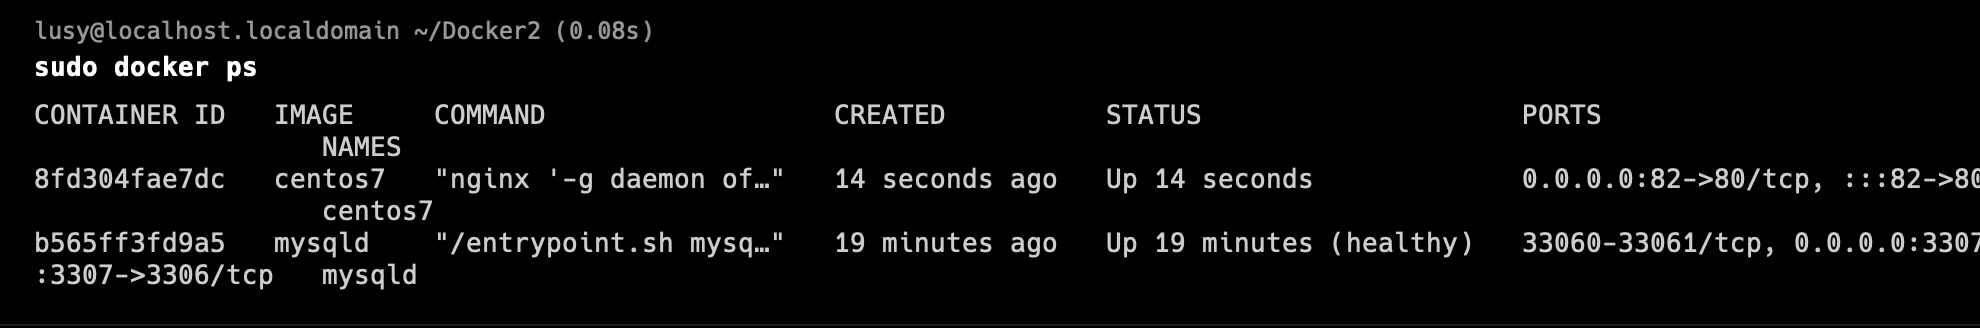 lusy@localhost.localdomain ~/Docker2 (0.08s)
sudo docker ps
CONTAINER ID   IMAGE     COMMAND                  CREATED          STATUS                    PORTS
                  NAMES
8fd304fae7dc   centos7   "nginx '-g daemon of…"   14 seconds ago   Up 14 seconds             0.0.0.0:82->80/tcp, :::82->80
                  centos7
b565ff3fd9a5   mysqld    "/entrypoint.sh mysq…"   19 minutes ago   Up 19 minutes (healthy)   33060-33061/tcp, 0.0.0.0:3307
:3307->3306/tcp   mysqld